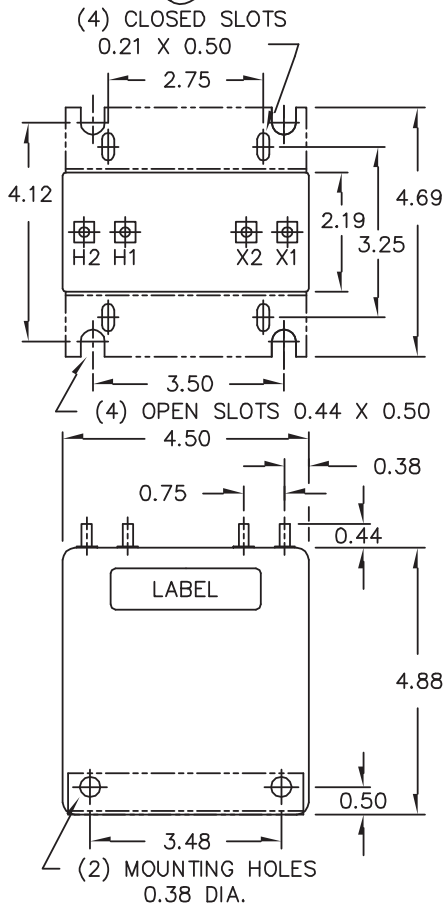 (4) CLOSED SLOTS
0.21 X 0.50
2.75
4.12
4.69
2.19
3.25
H2 H1 X2 X1
3.50
(4) OPEN SLOTS 0.44 X 0.50
4.50
0.38
0.75
0.44
LABEL
4.88
0.50
3.48
(2) MOUNTING HOLES
0.38 DIA.